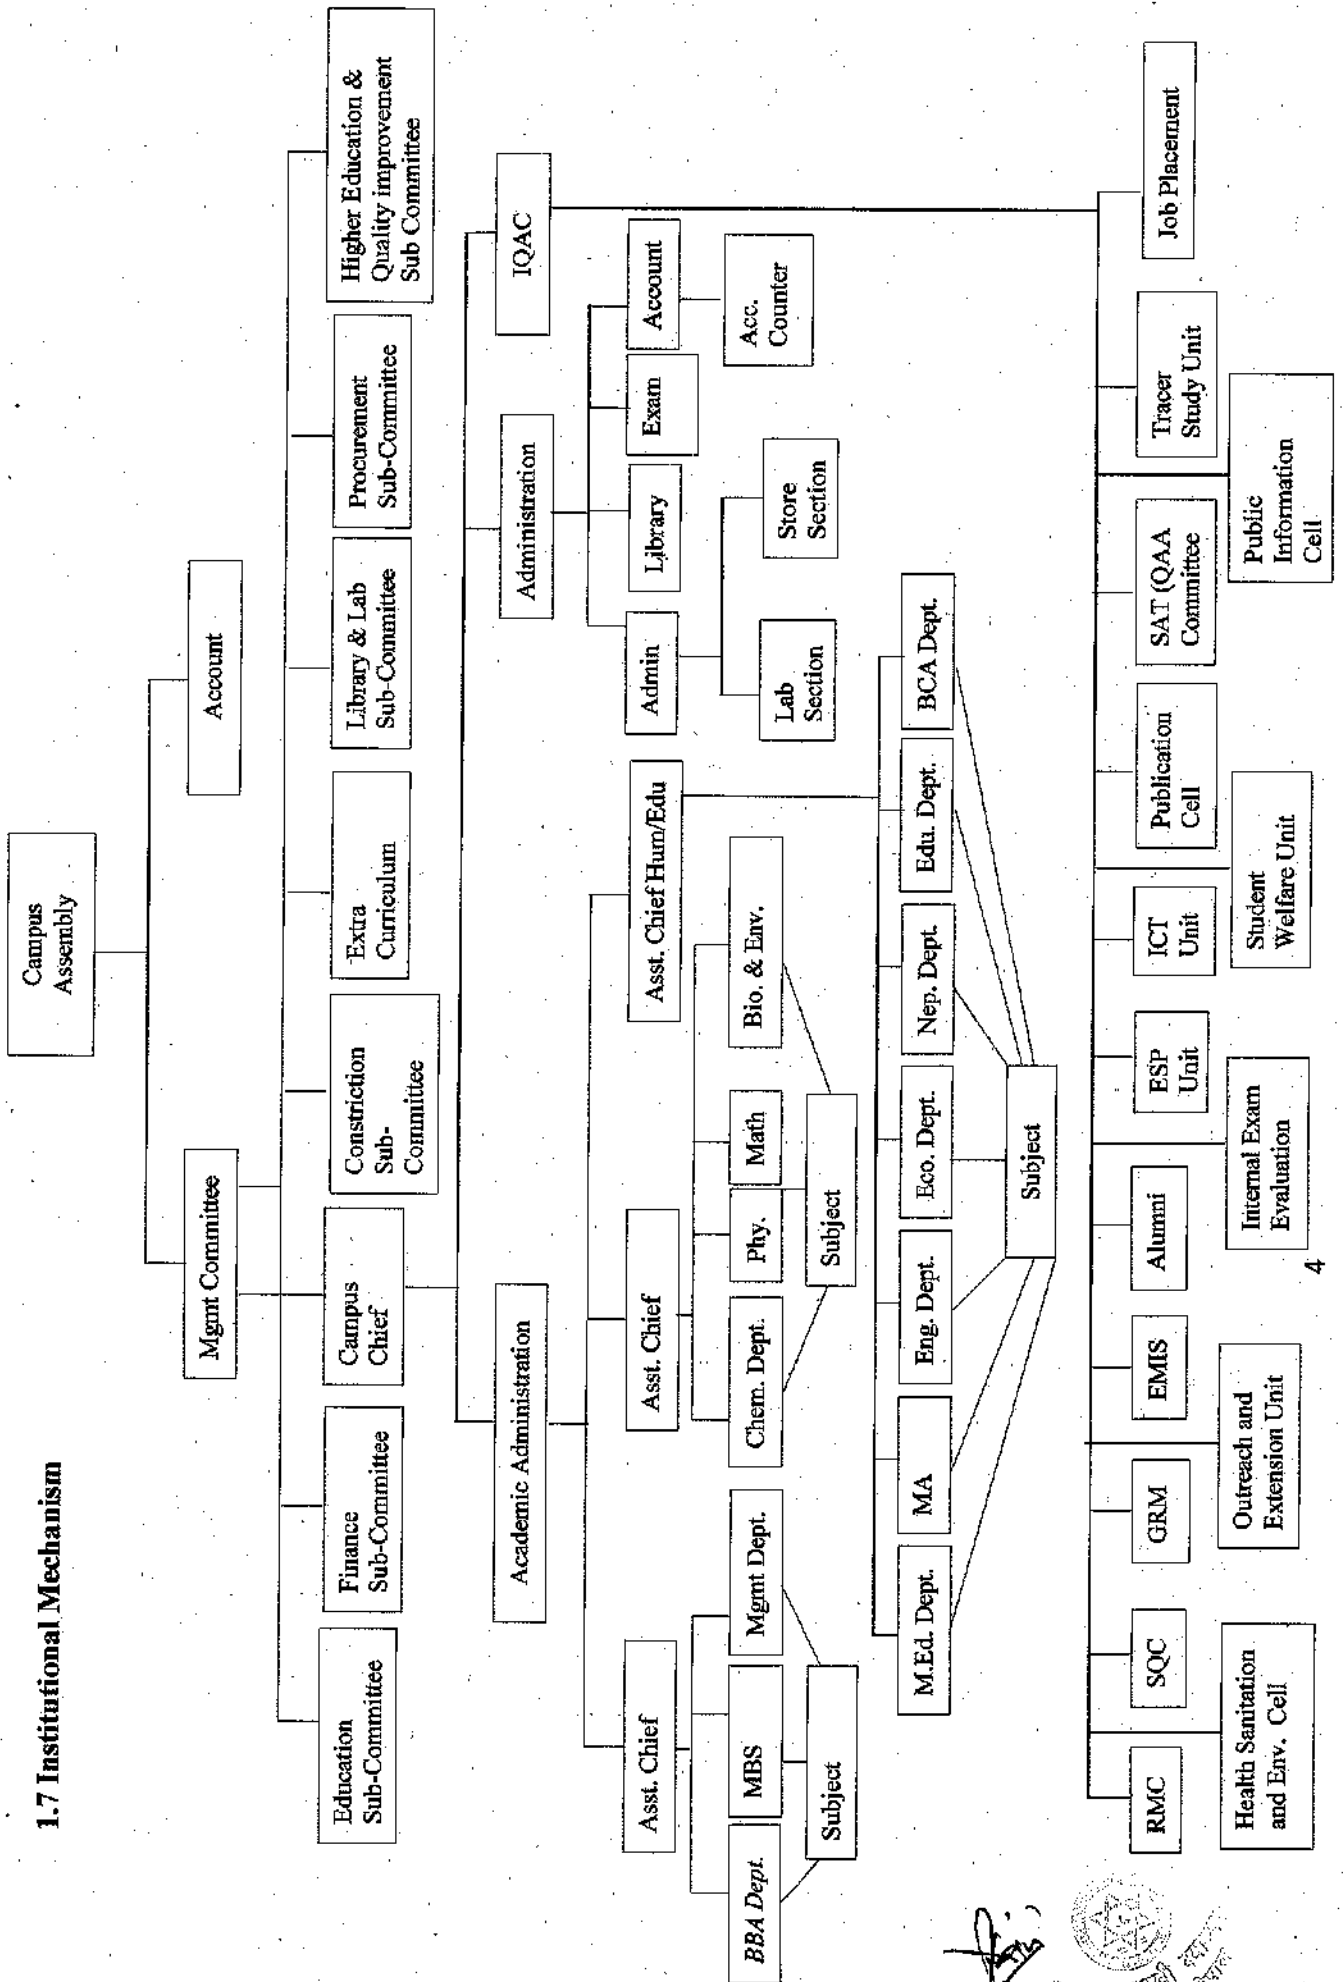 1.7 Institutional Mechanism
Campus
Assembly
Mgmt Committee
Account
Education
Sub-Committee
Finance
Sub-Committee
Campus
Chief
Constriction
Sub-
Committee
Extra
Curriculum
Library & Lab
Sub-Committee
Procurement
Sub-Committee
Higher Education &
Quality improvement
Sub Committee
Academic Administration
Administration
IQAC
Asst. Chief
Asst. Chief
Asst. Chief Hum/Edu
Admin
Library
Exam
Account
BBA Dept.
MBS
Mgmt Dept.
Chem. Dept.
Phy.
Math
Bio. & Env.
Lab
Section
Store
Section
Acc.
Counter
Subject
Subject
M.Ed. Dept.
MA
Eng. Dept.
Eco. Dept.
Nep. Dept.
Edu. Dept.
BCA Dept.
Subject
RMC
SQC
GRM
EMIS
Alumni
ESP
Unit
ICT
Unit
Publication
Cell
SAT (QAA
Committee
Tracer
Study Unit
Job Placement
Health Sanitation
and Env. Cell
Outreach and
Extension Unit
Internal Exam
Evaluation
Student
Welfare Unit
Public
Information
Cell
4